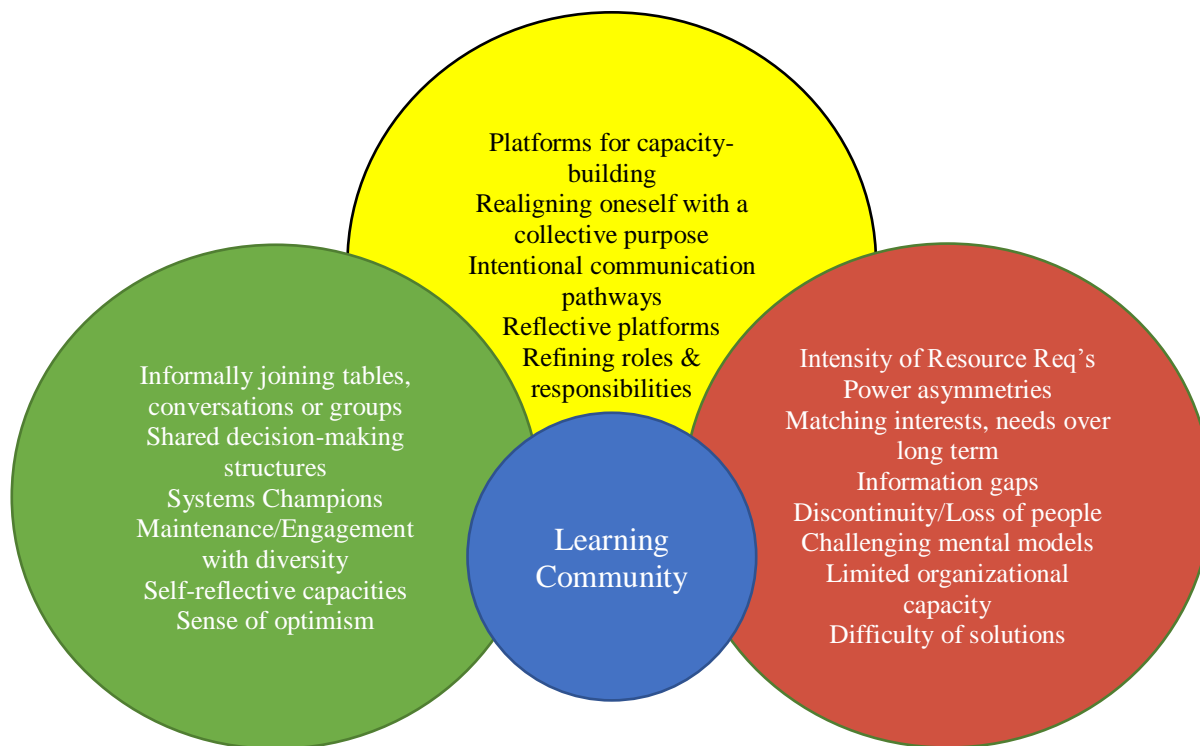 Platforms for capacity-
building
Realigning oneself with a
collective purpose
Intentional communication
pathways
Reflective platforms
Refining roles &
responsibilities
Informally joining tables,
conversations or groups
Shared decision-making
structures
Systems Champions
Maintenance/Engagement
with diversity
Self-reflective capacities
Sense of optimism
Learning
Community
Intensity of Resource Req’s
Power asymmetries
Matching interests, needs over
long term
Information gaps
Discontinuity/Loss of people
Challenging mental models
Limited organizational
capacity
Difficulty of solutions